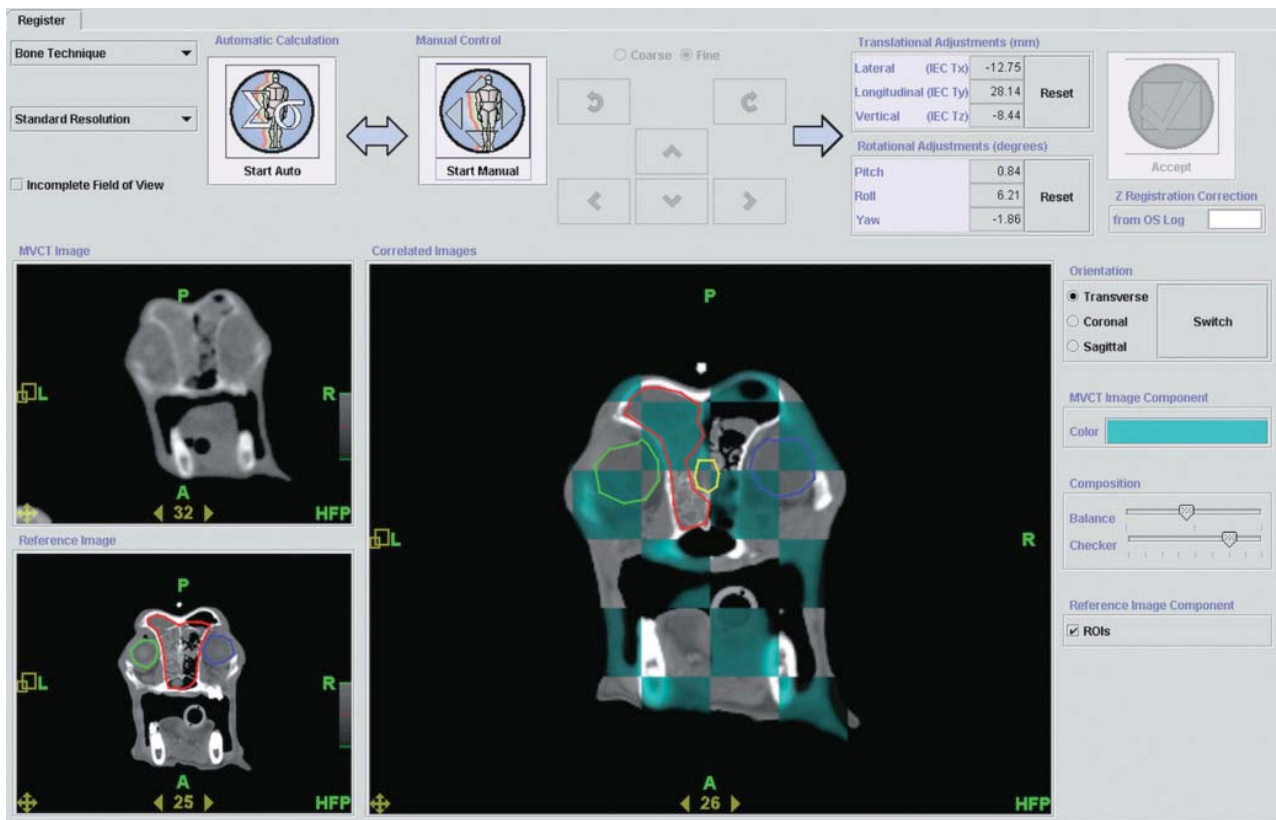 Register
Bone Technique
Standard Resolution
Incomplete Field of View
Automatic Calculation
Start Auto
Manual Control
Start Manual
Coarse Fine
Translational Adjustments (mm)
Lateral (IEC Tx) -12.75
Longitudinal (IEC Ty) 28.14
Vertical (IEC Tz) -8.44
Reset
Rotational Adjustments (degrees)
Pitch 0.84
Roll 6.21
Yaw -1.86
Reset
Accept
Z Registration Correction
from OS Log
MVCT Image
P
L
R
A
32
HFP
Reference Image
P
L
R
A
25
HFP
Correlated Images
P
L
R
A
26
HFP
Orientation
Transverse
Coronal
Sagittal
Switch
MVCT Image Component
Color
Composition
Balance
Checker
Reference Image Component
ROIs